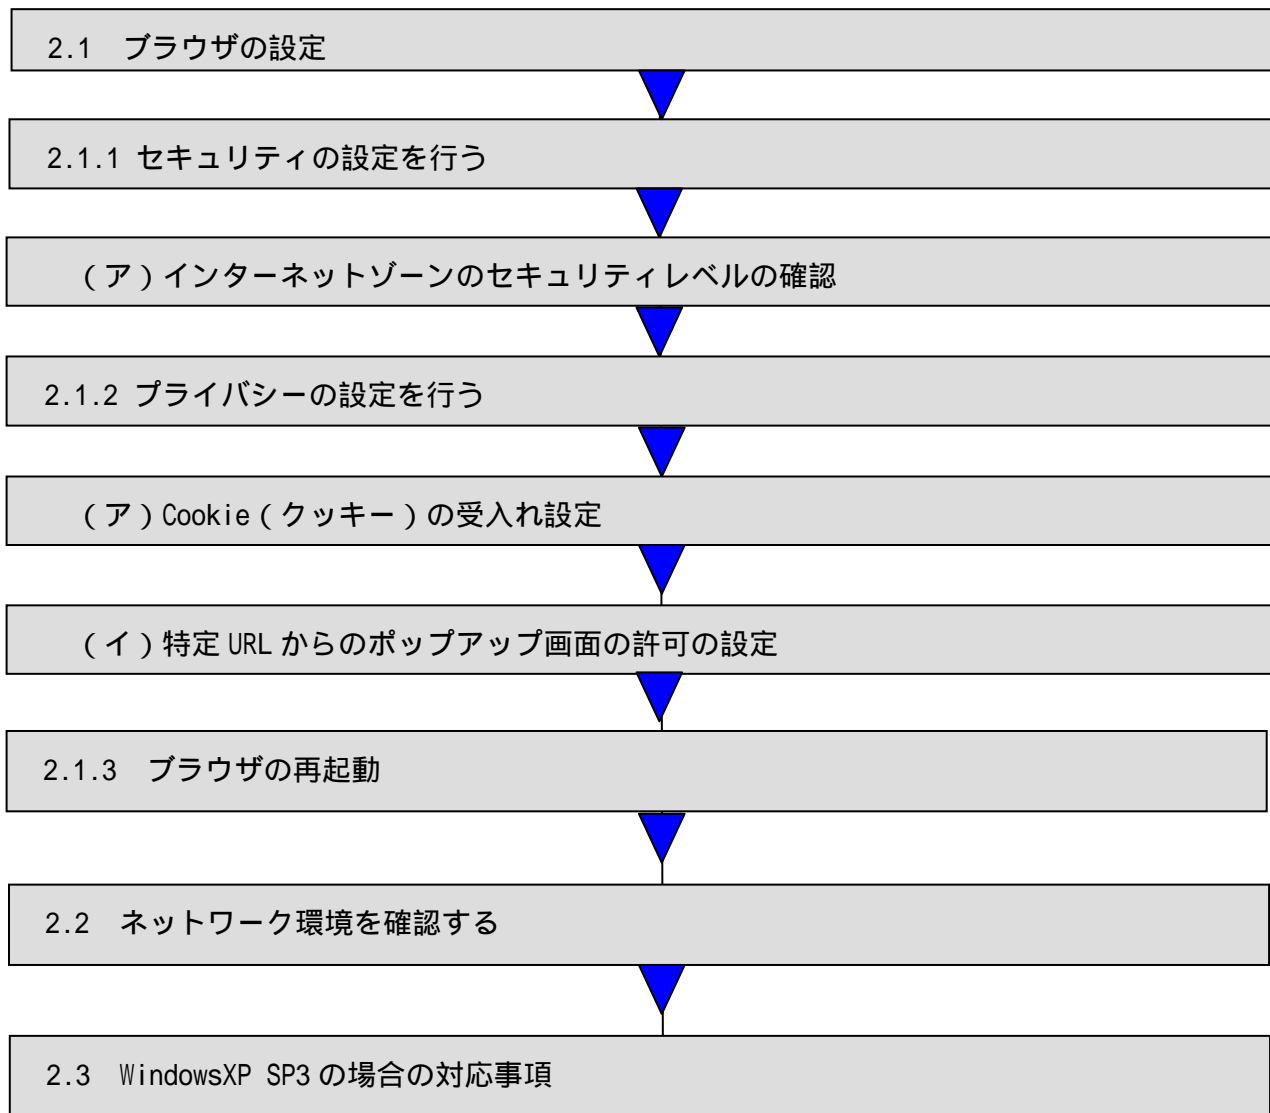 2.1　ブラウザの設定
2.1.1 セキュリティの設定を行う
（ア）インターネットゾーンのセキュリティレベルの確認
2.1.2 プライバシーの設定を行う
（ア）Cookie（クッキー）の受入れ設定
（イ）特定 URL からのポップアップ画面の許可の設定
2.1.3　ブラウザの再起動
2.2　ネットワーク環境を確認する
2.3　WindowsXP SP3 の場合の対応事項